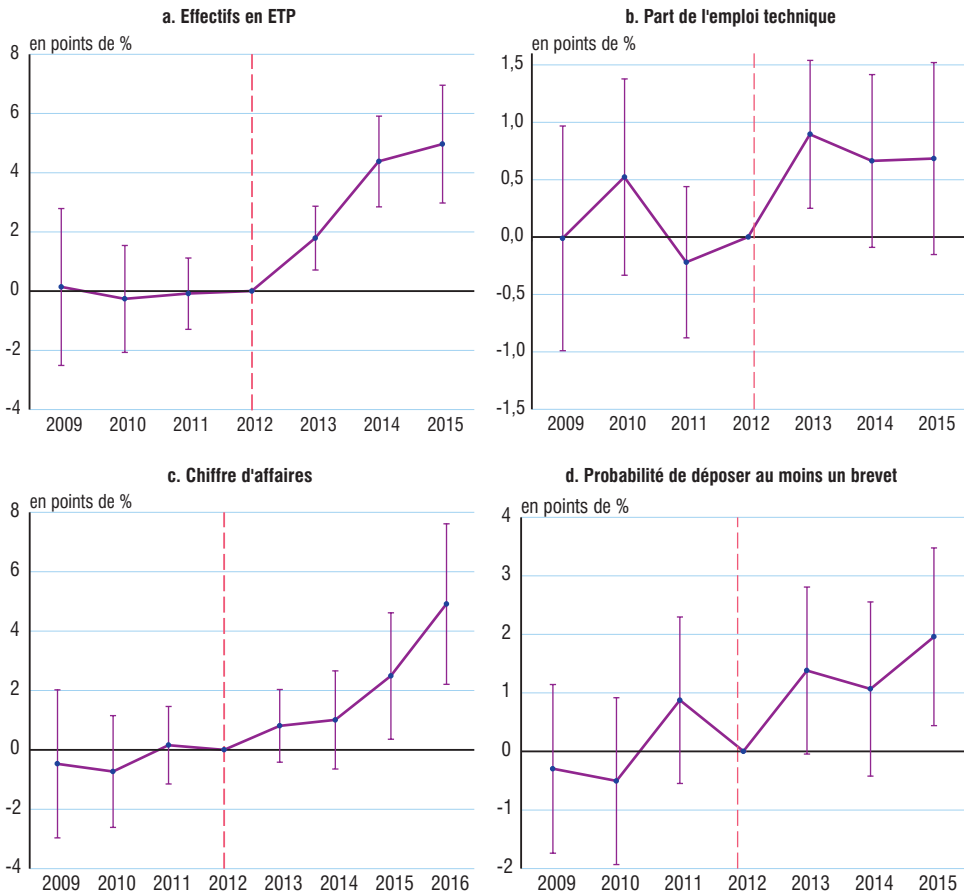 a. Effectifs en ETP
en points de %
8
6
4
2
0
-2
-4
2009 2010 2011 2012 2013 2014 2015
b. Part de l'emploi technique
en points de %
1,5
1,0
0,5
0,0
-0,5
-1,0
-1,5
2009 2010 2011 2012 2013 2014 2015
c. Chiffre d'affaires
en points de %
8
6
4
2
0
-2
-4
2009 2010 2011 2012 2013 2014 2015 2016
d. Probabilité de déposer au moins un brevet
en points de %
4
3
2
1
0
-1
-2
2009 2010 2011 2012 2013 2014 2015